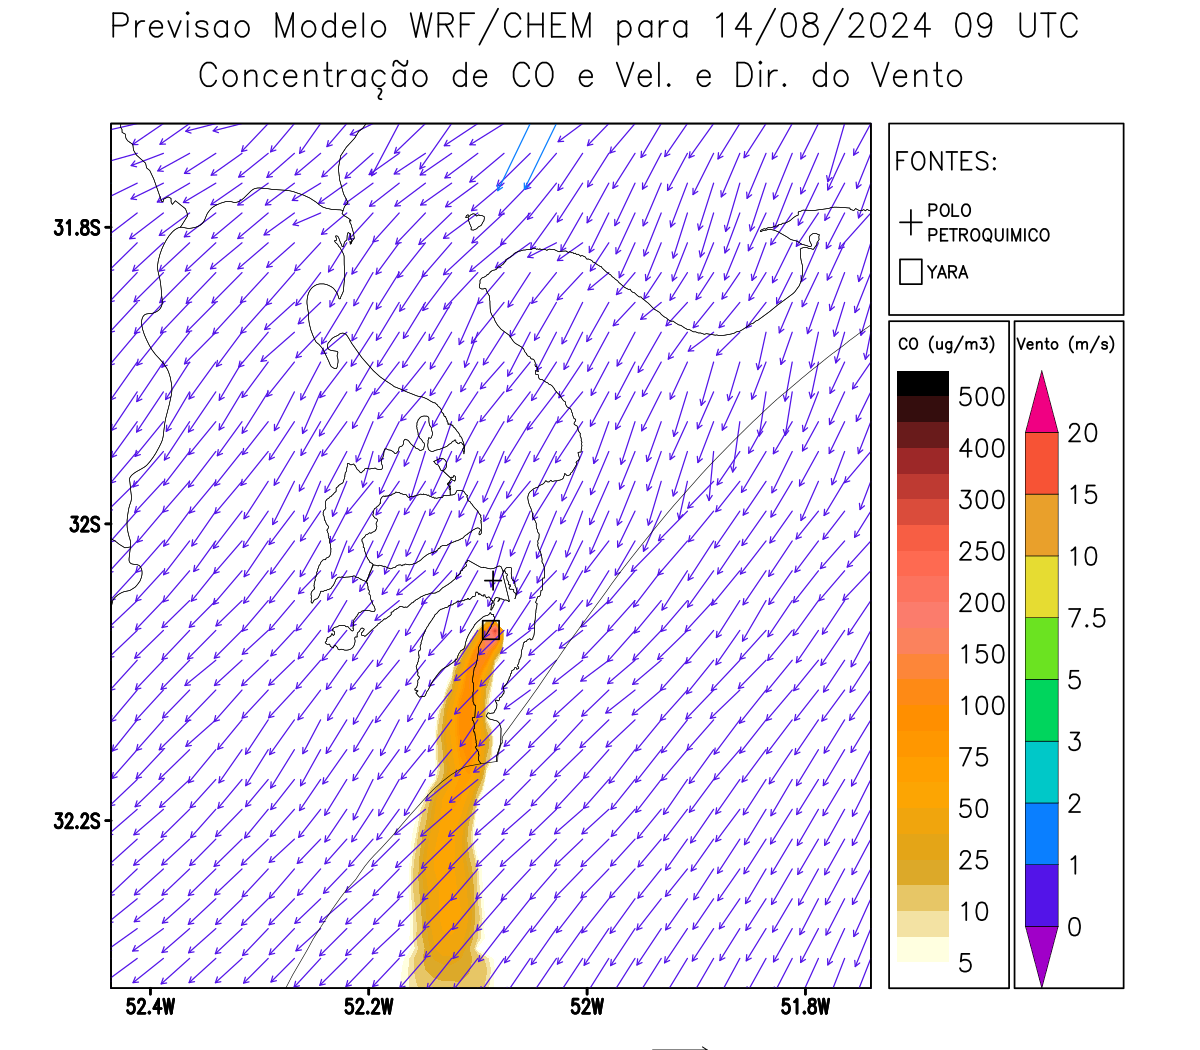 Previsao Modelo WRF/CHEM para 14/08/2024 09 UTC
Concentração de CO e Vel. e Dir. do Vento
FONTES:
POLO
PETROQUIMICO
YARA
31.8S
32S
32.2S
52.4W
52.2W
52W
51.8W
CO (ug/m3)
500
400
300
250
200
150
100
75
50
25
10
5
Vento (m/s)
20
15
10
7.5
5
3
2
1
0